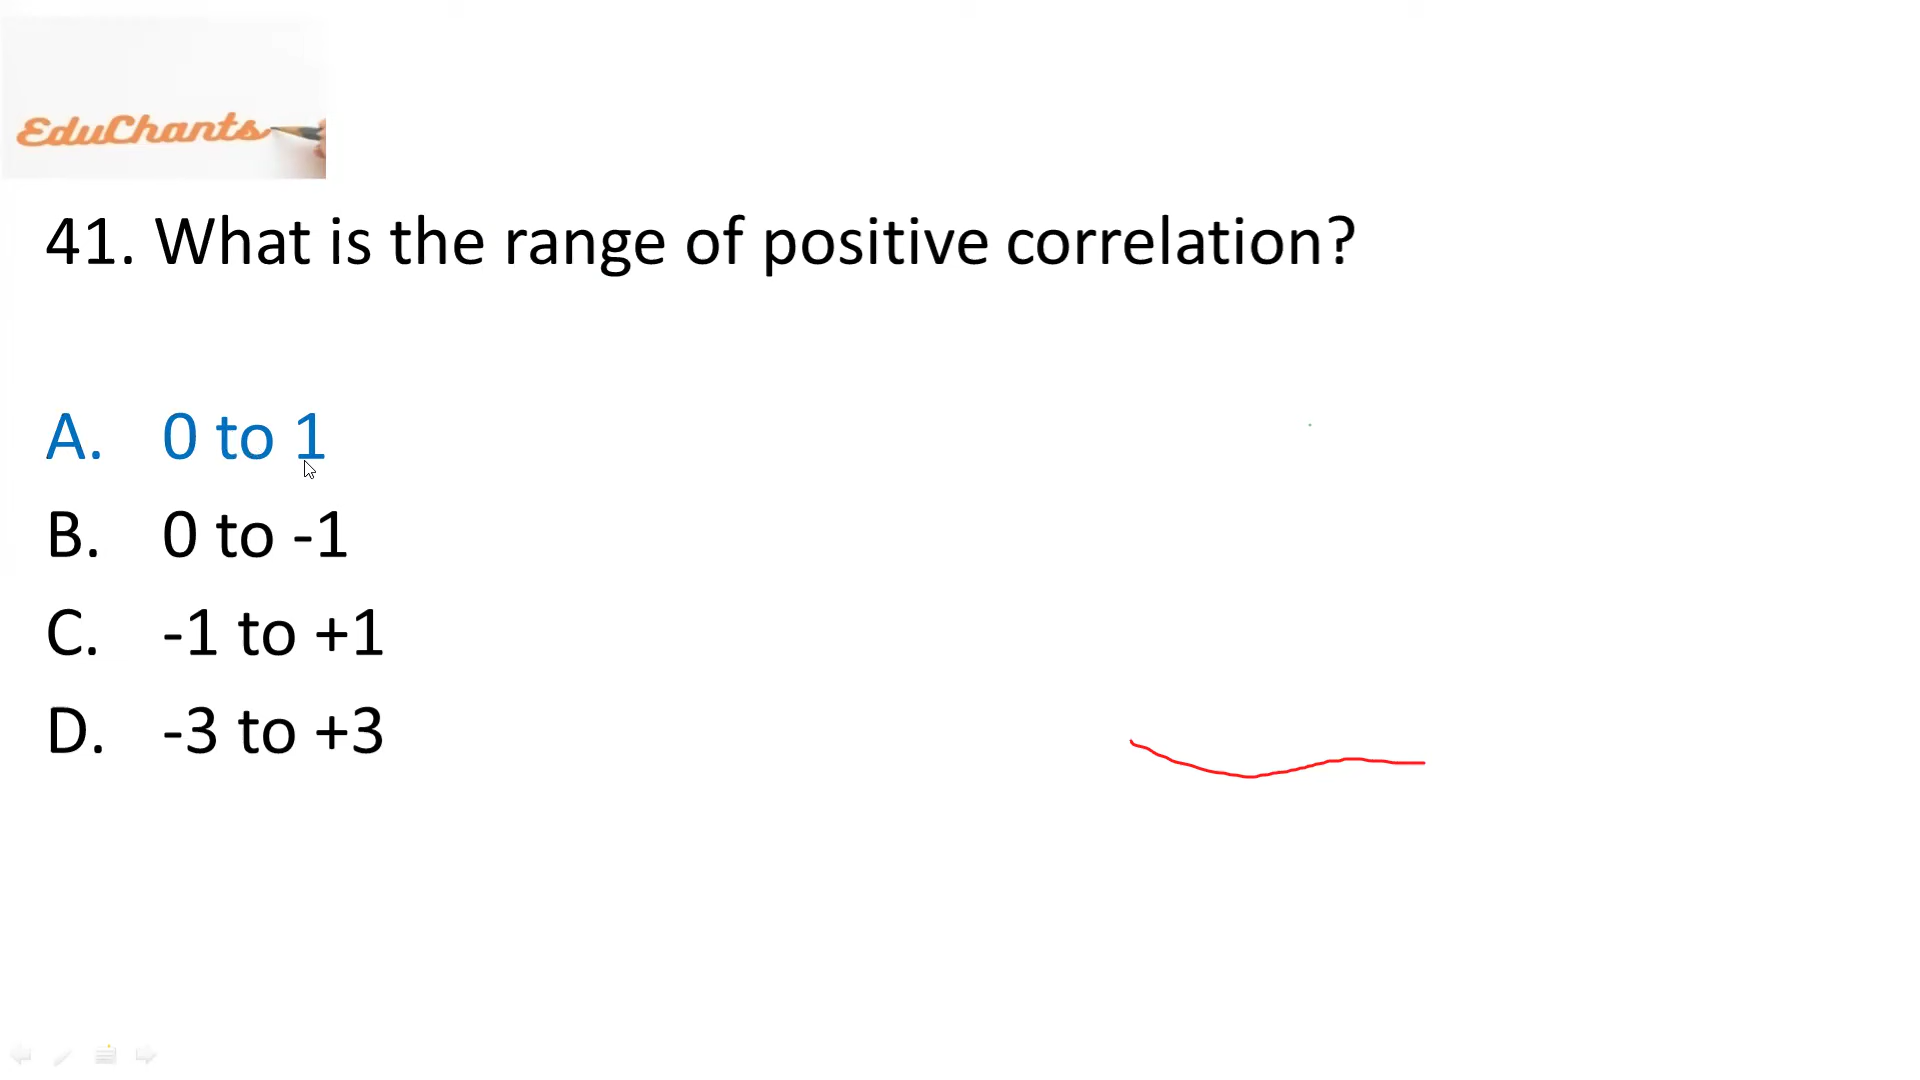 EduChants
41. What is the range of positive correlation?
A. 0 to 1
B. 0 to -1
C. -1 to +1
D. -3 to +3